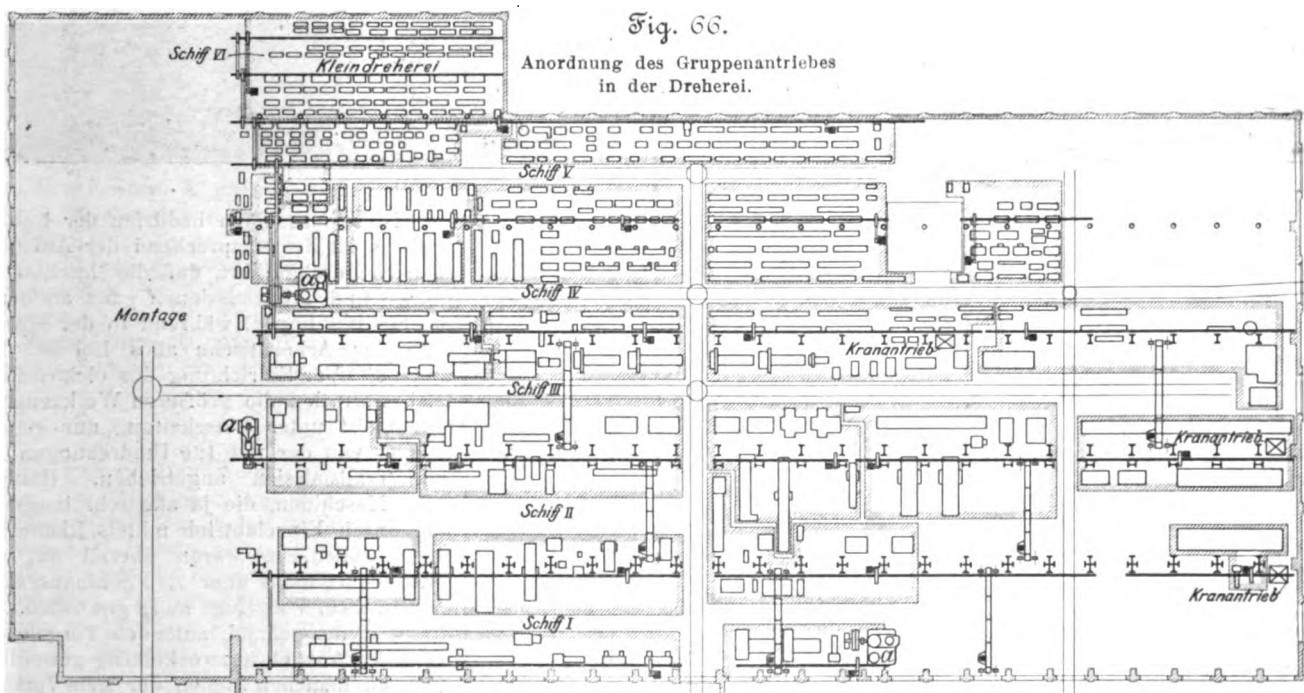 Fig. 66.
Anordnung des Gruppenantriebes
in der Dreherei.
Schiff VI
Kleindreherei
Schiff V
a
Schiff IV
Montage
Kranantrieb
Schiff III
a
Kranantrieb
Schiff II
Kranantrieb
Schiff I
a